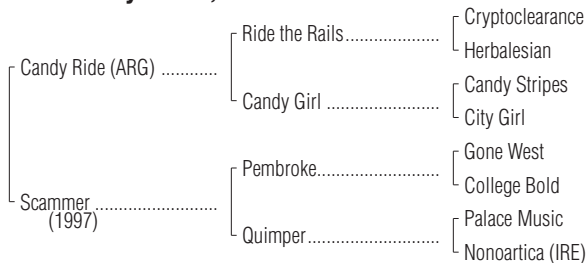 Cryptoclearance
Ride the Rails
Herbalesian
Candy Ride (ARG)
Candy Stripes
Candy Girl
City Girl
Gone West
Pembroke
College Bold
Scammer
(1997)
Palace Music
Quimper
Nonoartica (IRE)